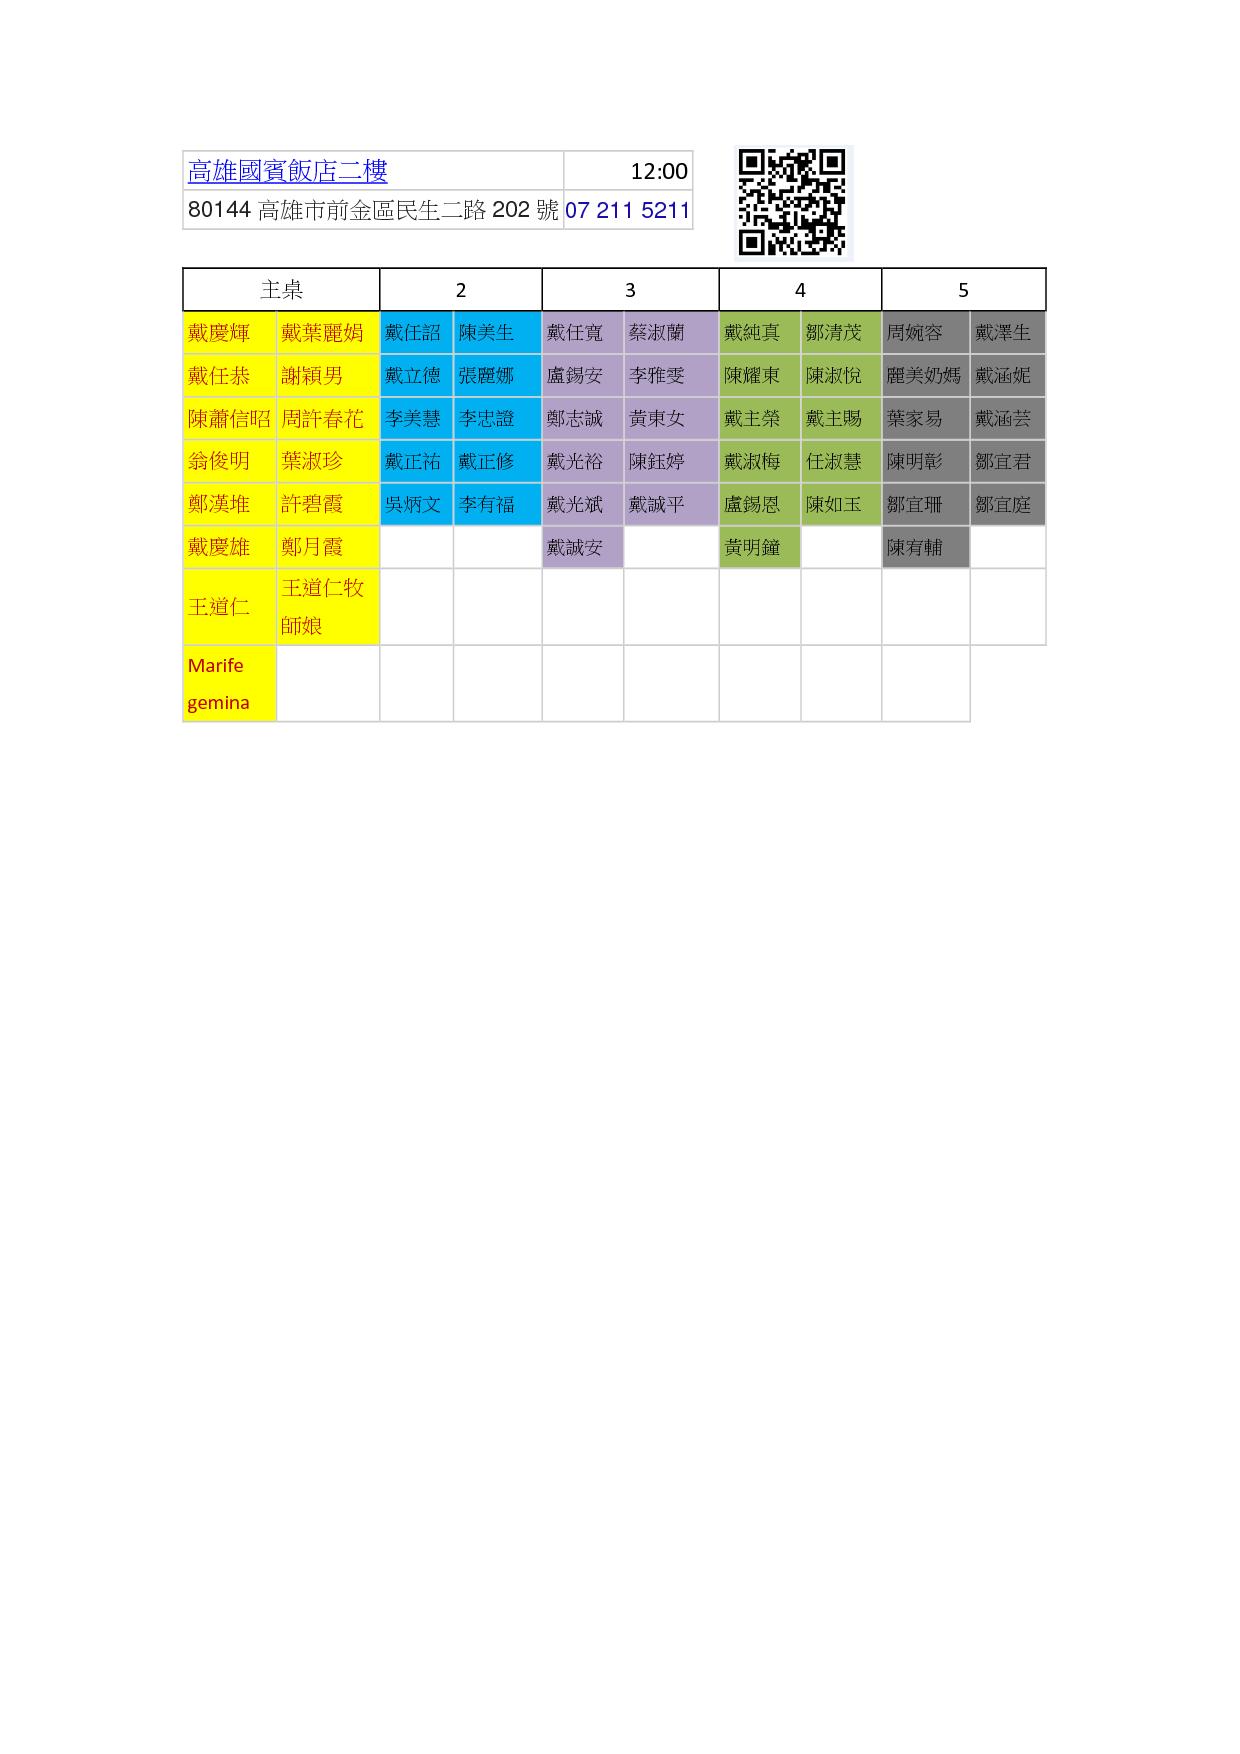 高雄國賓飯店二樓 12:00
80144 高雄市前金區民生二路 202 號 07 211 5211
主桌 2 3 4 5
戴慶輝 戴葉麗娟 戴任詔 陳美生 戴任寬 蔡淑蘭 戴純真 鄒清茂 周婉容 戴澤生
戴任恭 謝穎男 戴立德 張麗娜 盧錫安 李雅雯 陳耀東 陳淑悅 麗美奶媽 戴涵妮
陳蕭信昭 周許春花 李美慧 李忠證 鄭志誠 黃東女 戴主榮 戴主賜 葉家易 戴涵芸
翁俊明 葉淑珍 戴正祐 戴正修 戴光裕 陳鈺婷 戴淑梅 任淑慧 陳明彰 鄒宜君
鄭漢堆 許碧霞 吳炳文 李有福 戴光斌 戴誠平 盧錫恩 陳如玉 鄒宜珊 鄒宜庭
戴慶雄 鄭月霞 戴誠安 黃明鐘 陳宥輔
王道仁 王道仁牧
師娘
Marife
gemina